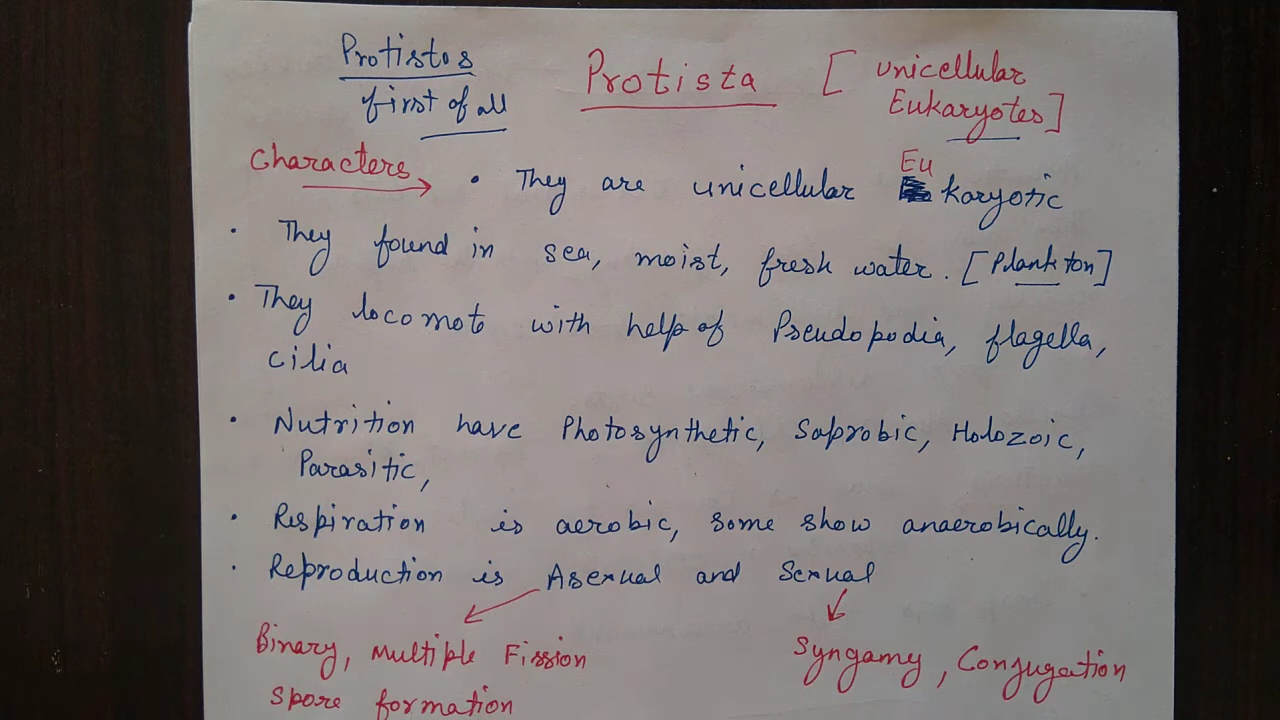 Protistos
first of all
Protista [ unicellular
Eukaryotes ]
Characters → • They are unicellular Eu karyotic
• They found in sea, moist, fresh water. [Plankton]
• They locomote with help of Pseudopodia, flagella,
cilia
• Nutrition have Photosynthetic, Saprobic, Holozoic,
Parasitic,
• Respiration is aerobic, some show anaerobically.
• Reproduction is Asexual and Sexual
Binary, Multiple Fission
Spore formation
Syngamy, Conjugation